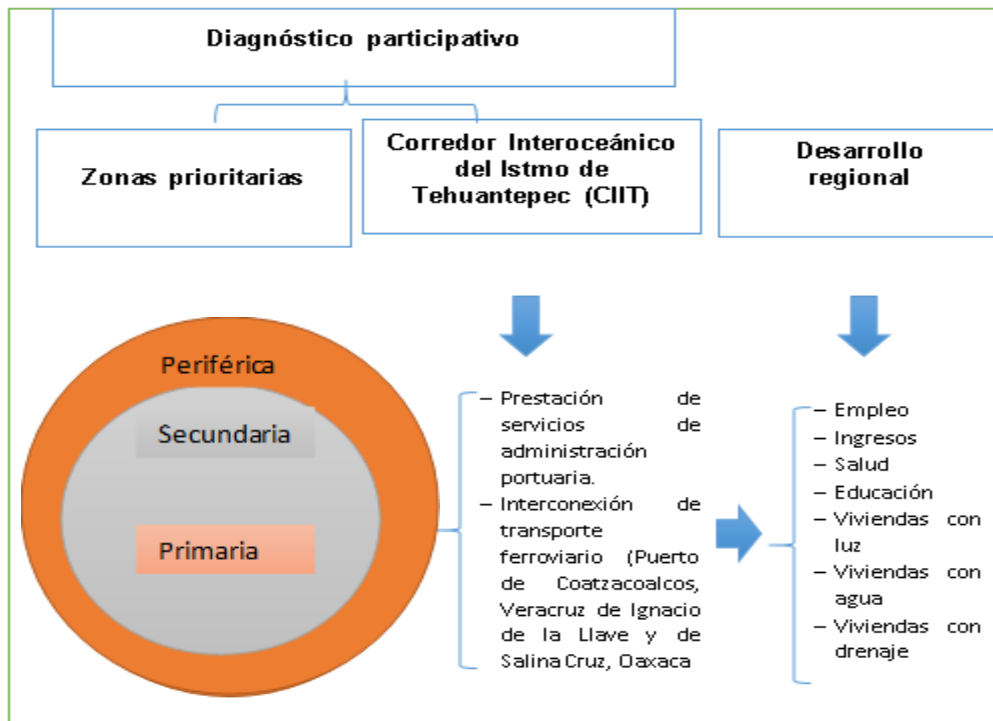 Diagnóstico participativo
Zonas prioritarias
Corredor Interoceánico
del Istmo de
Tehuantepec (CIIT)
Desarrollo
regional
Periférica
Secundaria
Primaria
– Prestación de
servicios de
administración
portuaria.
– Interconexión de
transporte
ferroviario (Puerto
de Coatzacoalcos,
Veracruz de Ignacio
de la Llave y de
Salina Cruz, Oaxaca
– Empleo
– Ingresos
– Salud
– Educación
– Viviendas con
luz
– Viviendas con
agua
– Viviendas con
drenaje